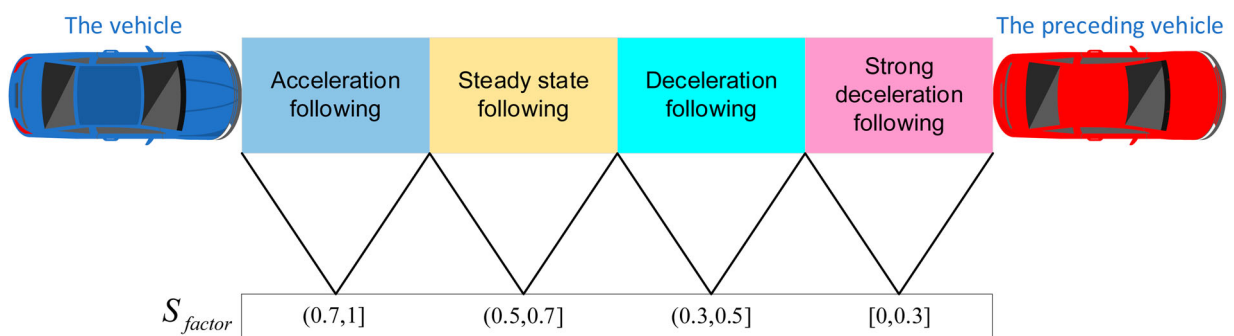 The vehicle
The preceding vehicle
Acceleration
following
Steady state
following
Deceleration
following
Strong
deceleration
following
S_factor
(0.7,1]
(0.5,0.7]
(0.3,0.5]
[0,0.3]